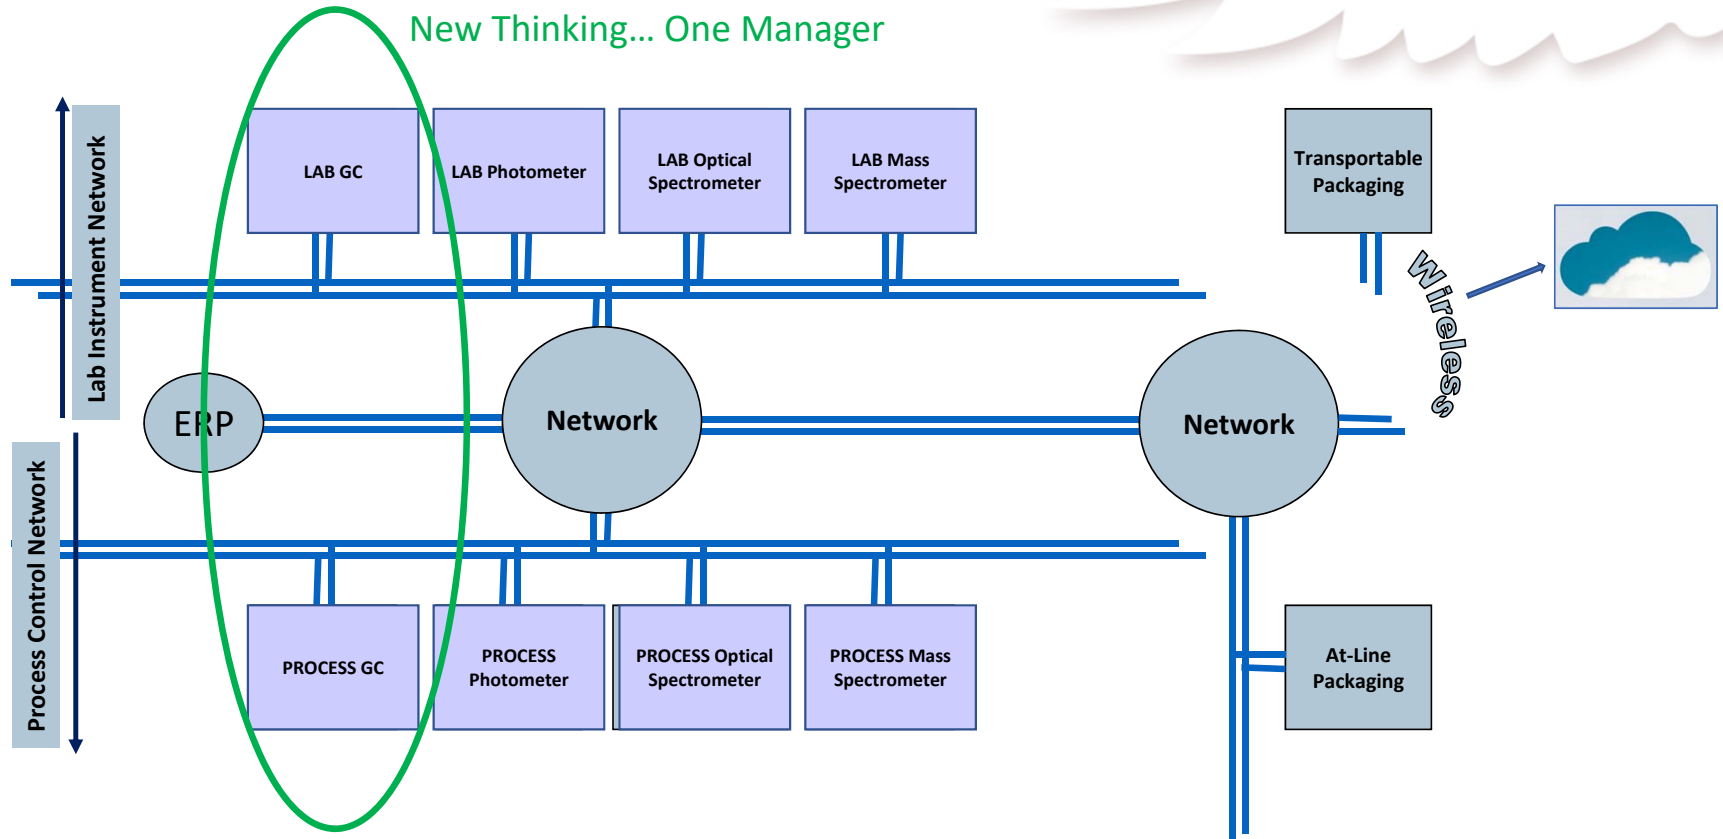 New Thinking... One Manager
Lab Instrument Network
LAB GC
LAB Photometer
LAB Optical
Spectrometer
LAB Mass
Spectrometer
Transportable
Packaging
Wireless
ERP
Network
Network
Process Control Network
PROCESS GC
PROCESS
Photometer
PROCESS Optical
Spectrometer
PROCESS Mass
Spectrometer
At-Line
Packaging